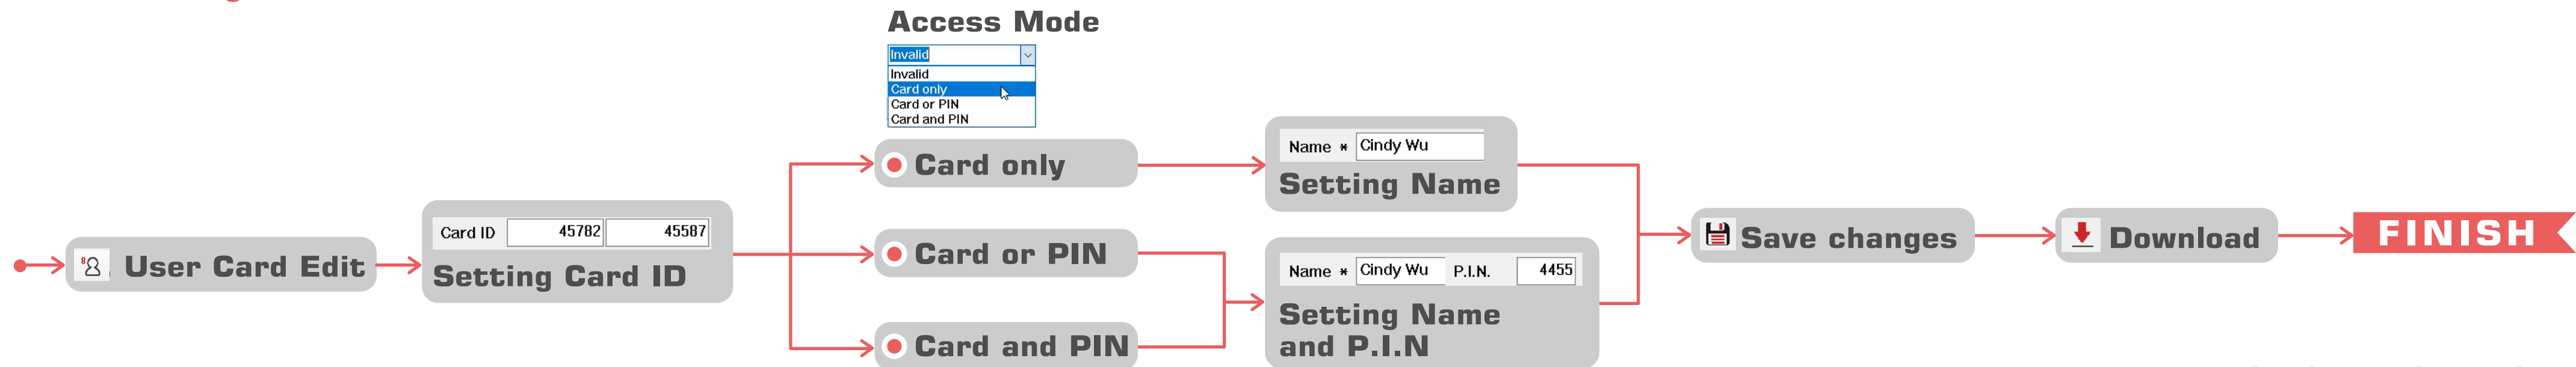 Access Mode
Invalid
Invalid
Card only
Card or PIN
Card and PIN
User Card Edit
Card ID 45782 45587
Setting Card ID
Card only
Card or PIN
Card and PIN
Name * Cindy Wu
Setting Name
Name * Cindy Wu P.I.N. 4455
Setting Name
and P.I.N
Save changes
Download
FINISH